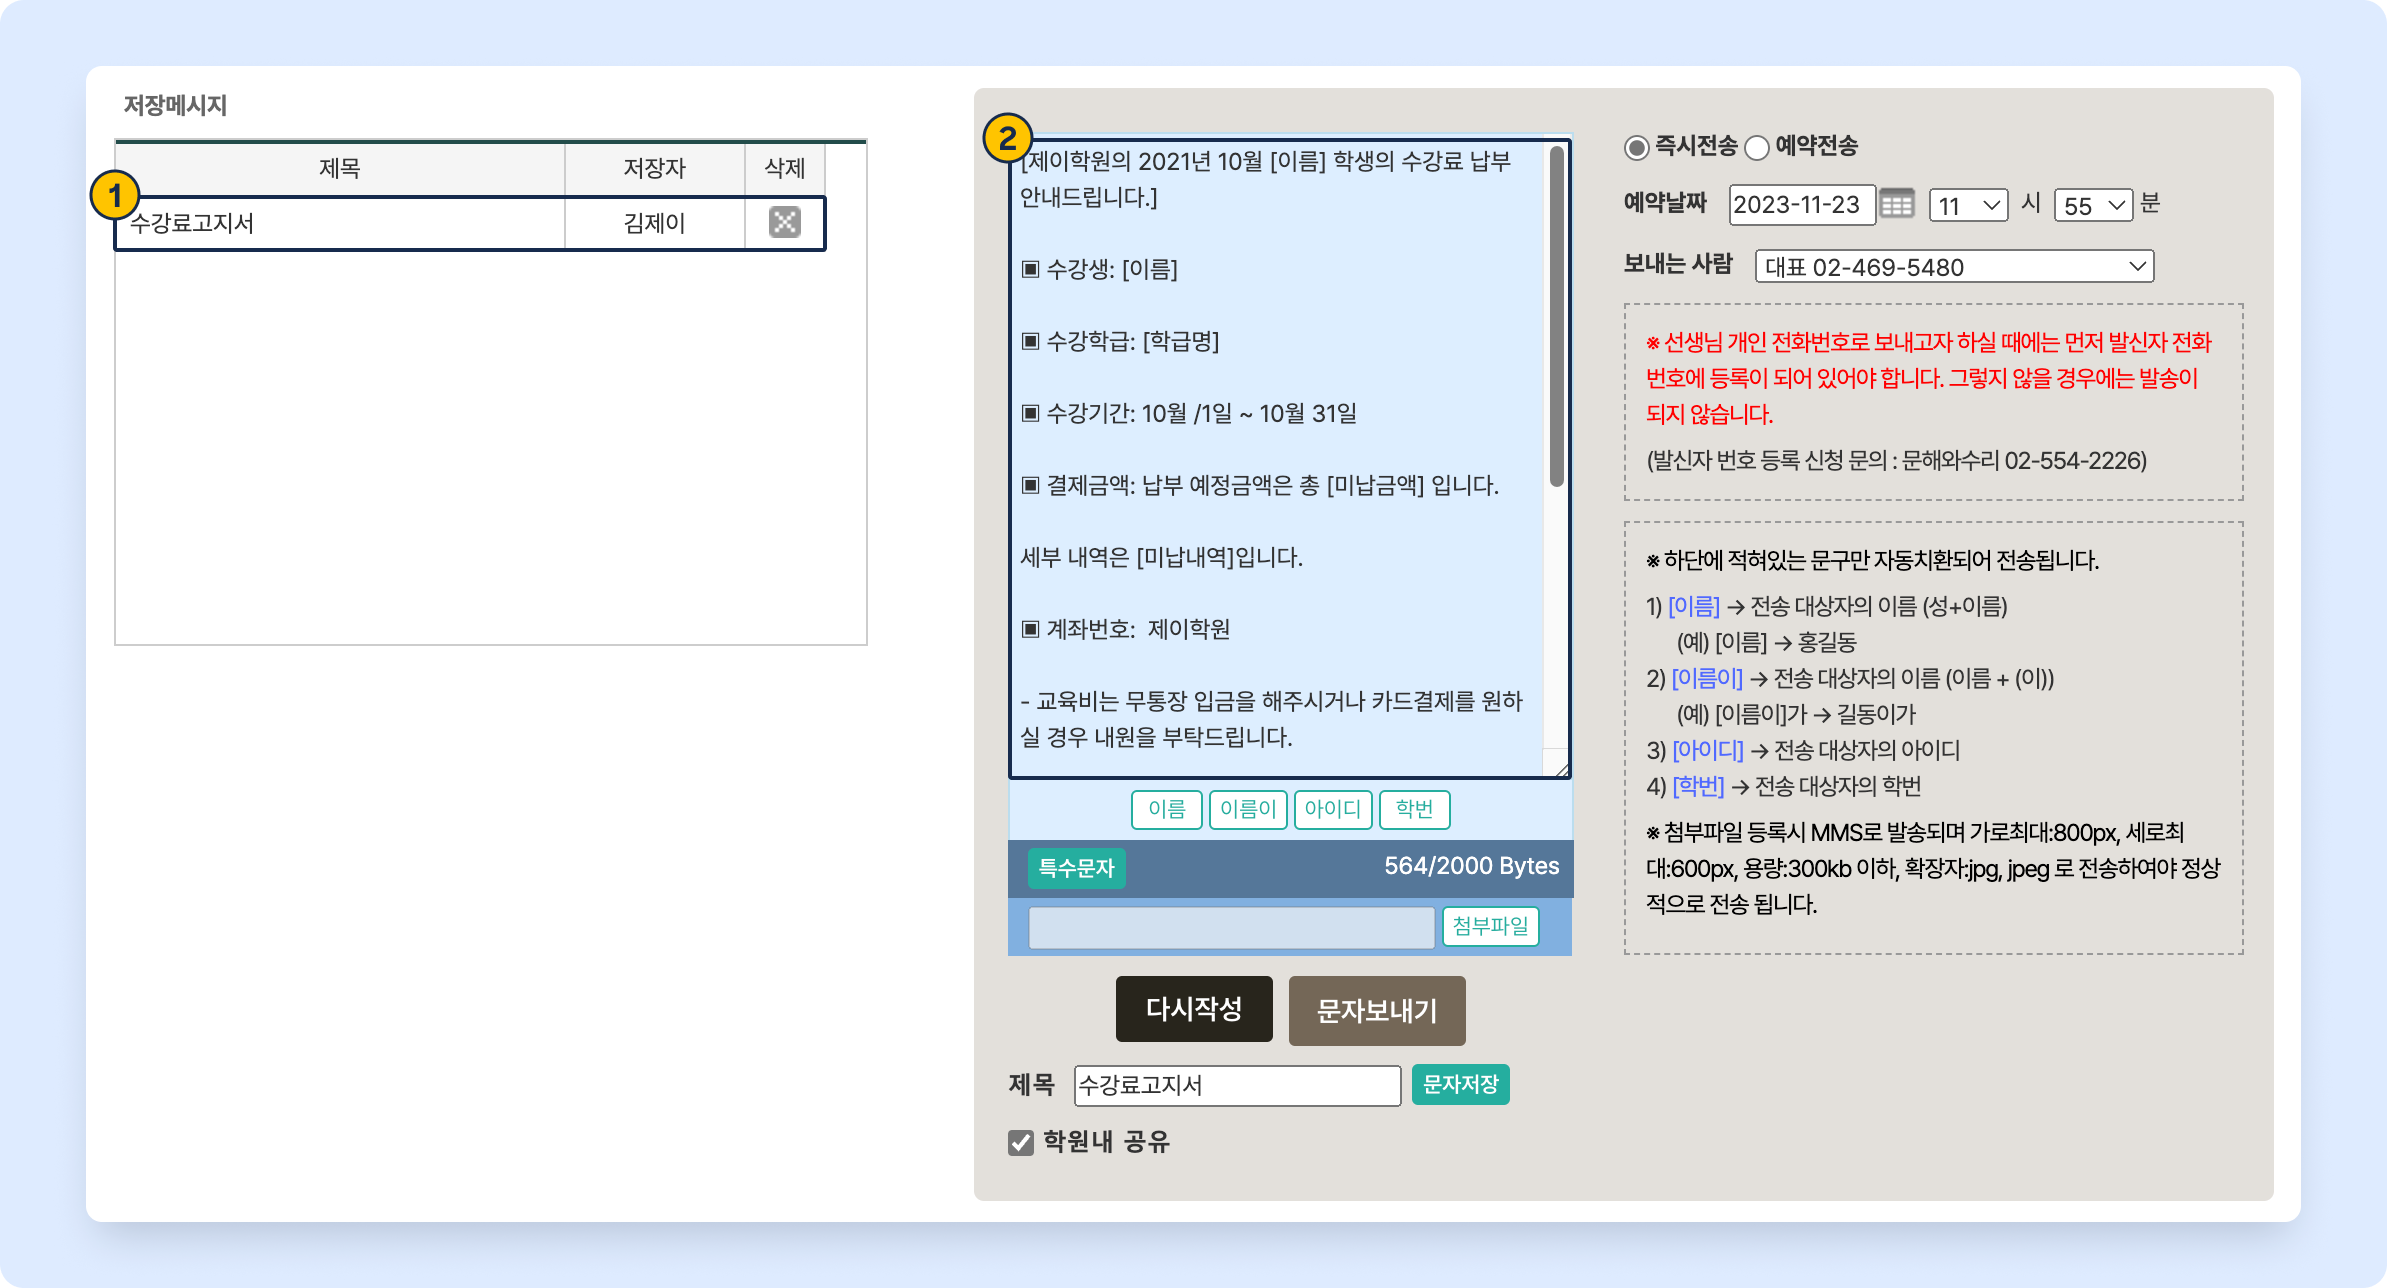 저장메시지
제목 저장자 삭제
1
수강료고지서 김제이
2
[제이학원의 2021년 10월 [이름] 학생의 수강료 납부
안내드립니다.]
▣ 수강생: [이름]
▣ 수강학급: [학급명]
▣ 수강기간: 10월 /1일 ~ 10월 31일
▣ 결제금액: 납부 예정금액은 총 [미납금액] 입니다.
세부 내역은 [미납내역]입니다.
▣ 계좌번호:  제이학원
- 교육비는 무통장 입금을 해주시거나 카드결제를 원하
실 경우 내원을 부탁드립니다.
이름 이름이 아이디 학번
특수문자 564/2000 Bytes
첨부파일
다시작성 문자보내기
제목 수강료고지서 문자저장
학원내 공유
즉시전송 예약전송
예약날짜 2023-11-23 11 시 55 분
보내는 사람 대표 02-469-5480
※ 선생님 개인 전화번호로 보내고자 하실 때에는 먼저 발신자 전화
번호에 등록이 되어 있어야 합니다. 그렇지 않을 경우에는 발송이
되지 않습니다.
(발신자 번호 등록 신청 문의 : 문해와수리 02-554-2226)
※ 하단에 적혀있는 문구만 자동치환되어 전송됩니다.
1) [이름] → 전송 대상자의 이름 (성+이름)
(예) [이름] → 홍길동
2) [이름이] → 전송 대상자의 이름 (이름 + (이))
(예) [이름이]가 → 길동이가
3) [아이디] → 전송 대상자의 아이디
4) [학번] → 전송 대상자의 학번
※ 첨부파일 등록시 MMS로 발송되며 가로최대:800px, 세로최
대:600px, 용량:300kb 이하, 확장자:jpg, jpeg 로 전송하여야 정상
적으로 전송 됩니다.